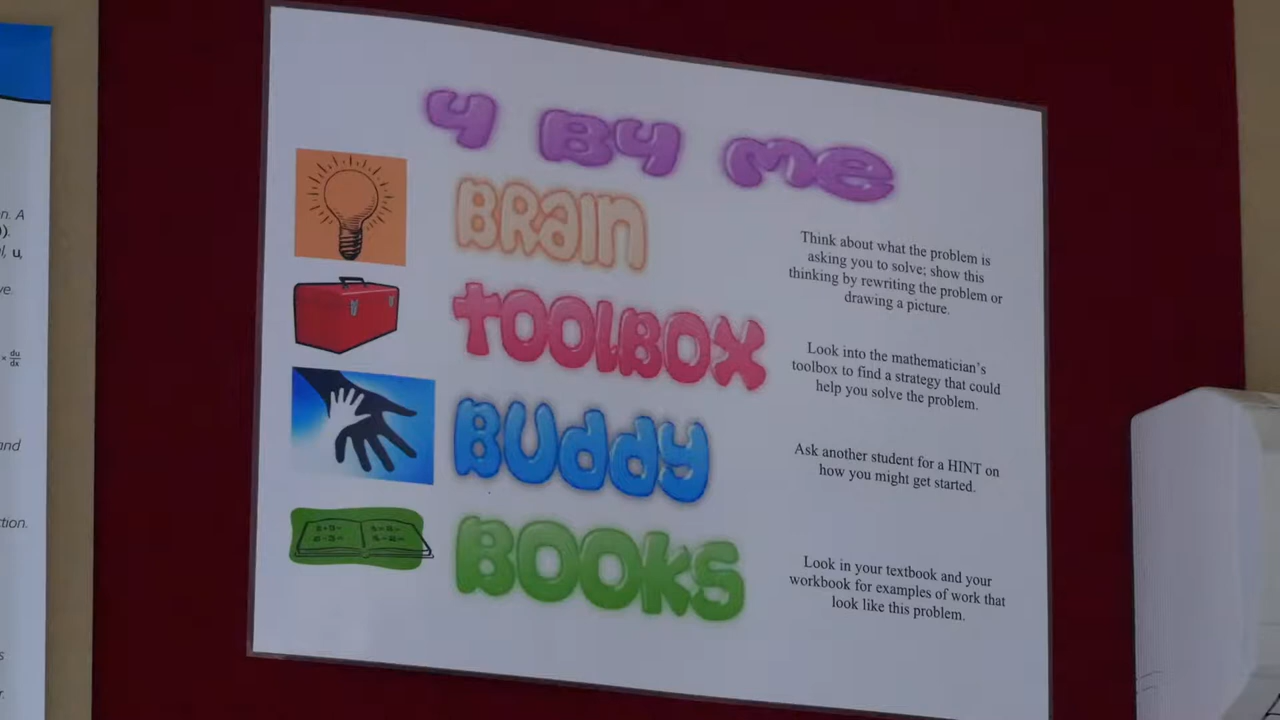 4 BY ME
BRAIN
Think about what the problem is
asking you to solve; show this
thinking by rewriting the problem or
drawing a picture.
TOOLBOX
Look into the mathematician's
toolbox to find a strategy that could
help you solve the problem.
BUDDY
Ask another student for a HINT on
how you might get started.
BOOKS
Look in your textbook and your
workbook for examples of work that
look like this problem.
A
u,
du
dx